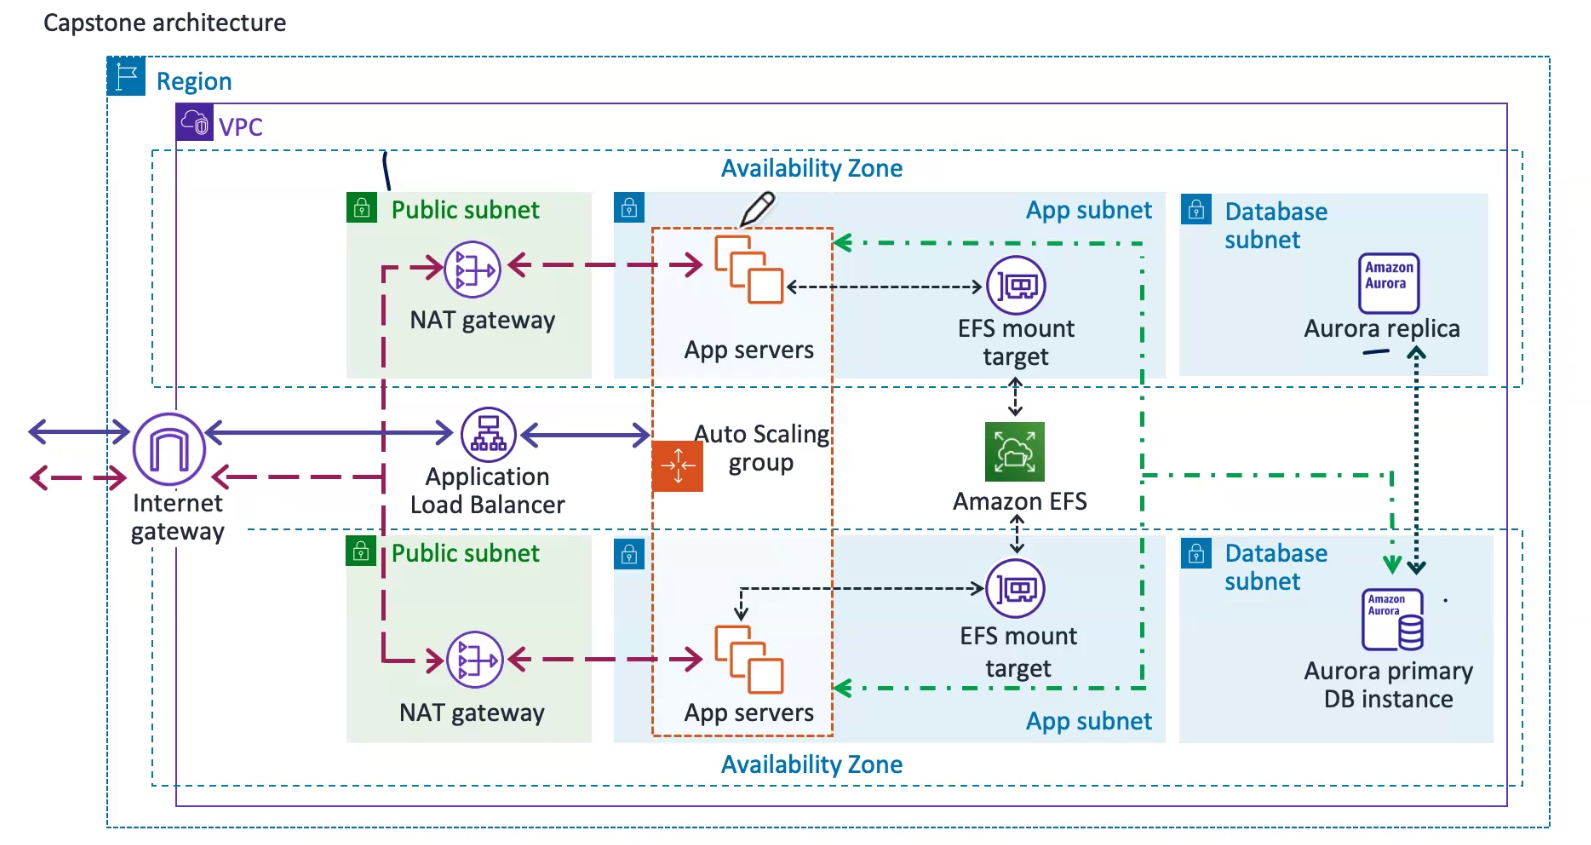 Capstone architecture
Region
VPC
Availability Zone
Public subnet
App subnet
Database
subnet
NAT gateway
App servers
EFS mount
target
Amazon
Aurora
Aurora replica
Internet
gateway
Application
Load Balancer
Auto Scaling
group
Amazon EFS
Public subnet
Database
subnet
NAT gateway
App servers
EFS mount
target
App subnet
Amazon
Aurora
Aurora primary
DB instance
Availability Zone